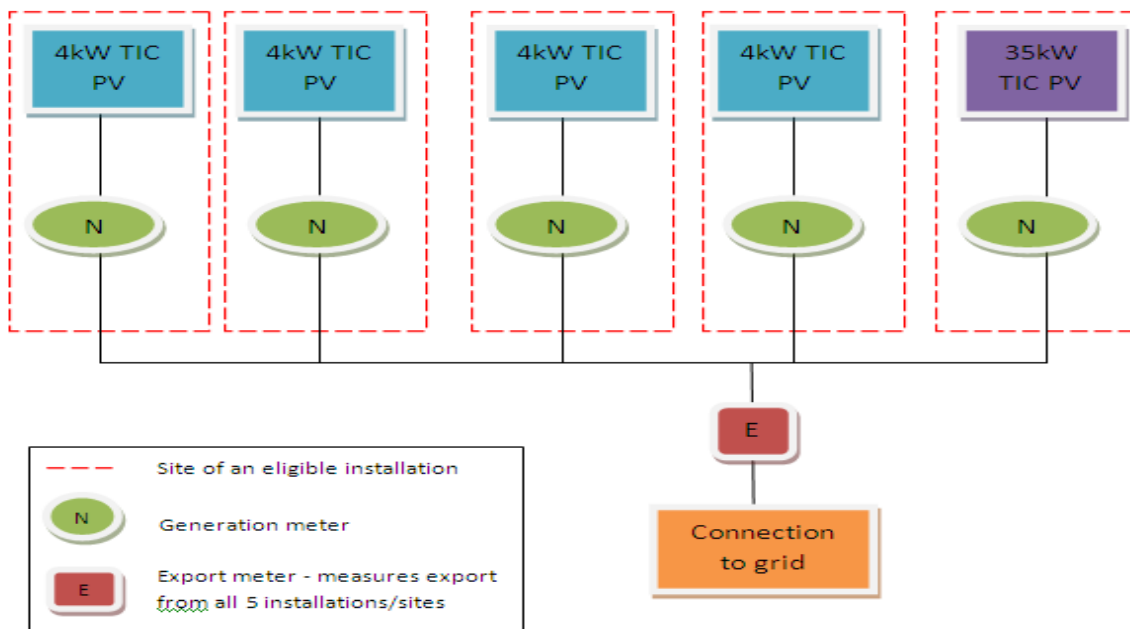 4kW TIC
PV
4kW TIC
PV
4kW TIC
PV
4kW TIC
PV
35kW
TIC PV
N
N
N
N
N
E
Connection
to grid
Site of an eligible installation
N
Generation meter
E
Export meter - measures export
from all 5 installations/sites